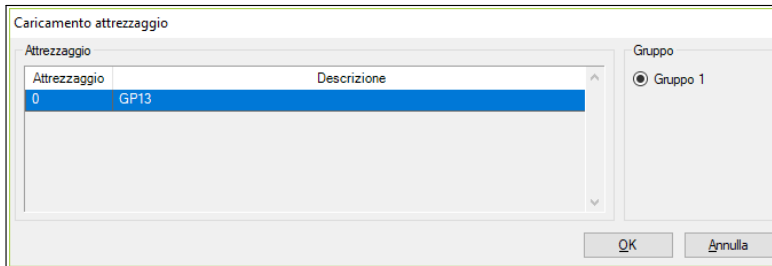 Caricamento attrezzaggio
Attrezzaggio
Gruppo
Attrezzaggio Descrizione
Gruppo 1
0 GP13
OK Annulla